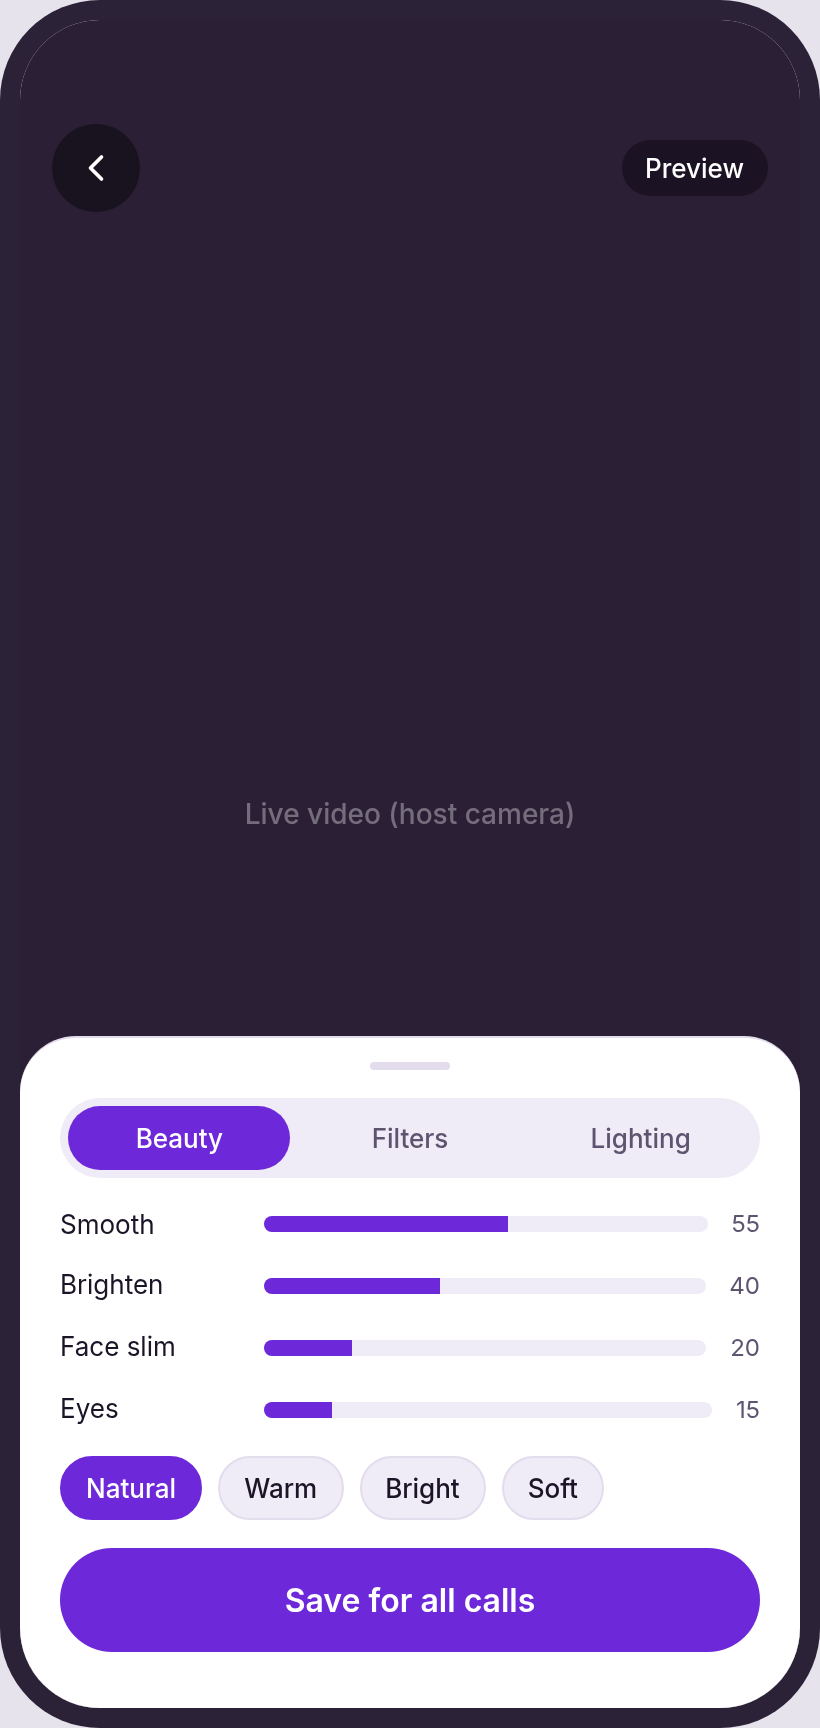 Preview
Live video (host camera)
Beauty Filters Lighting
Smooth 55
Brighten 40
Face slim 20
Eyes 15
Natural Warm Bright Soft
Save for all calls